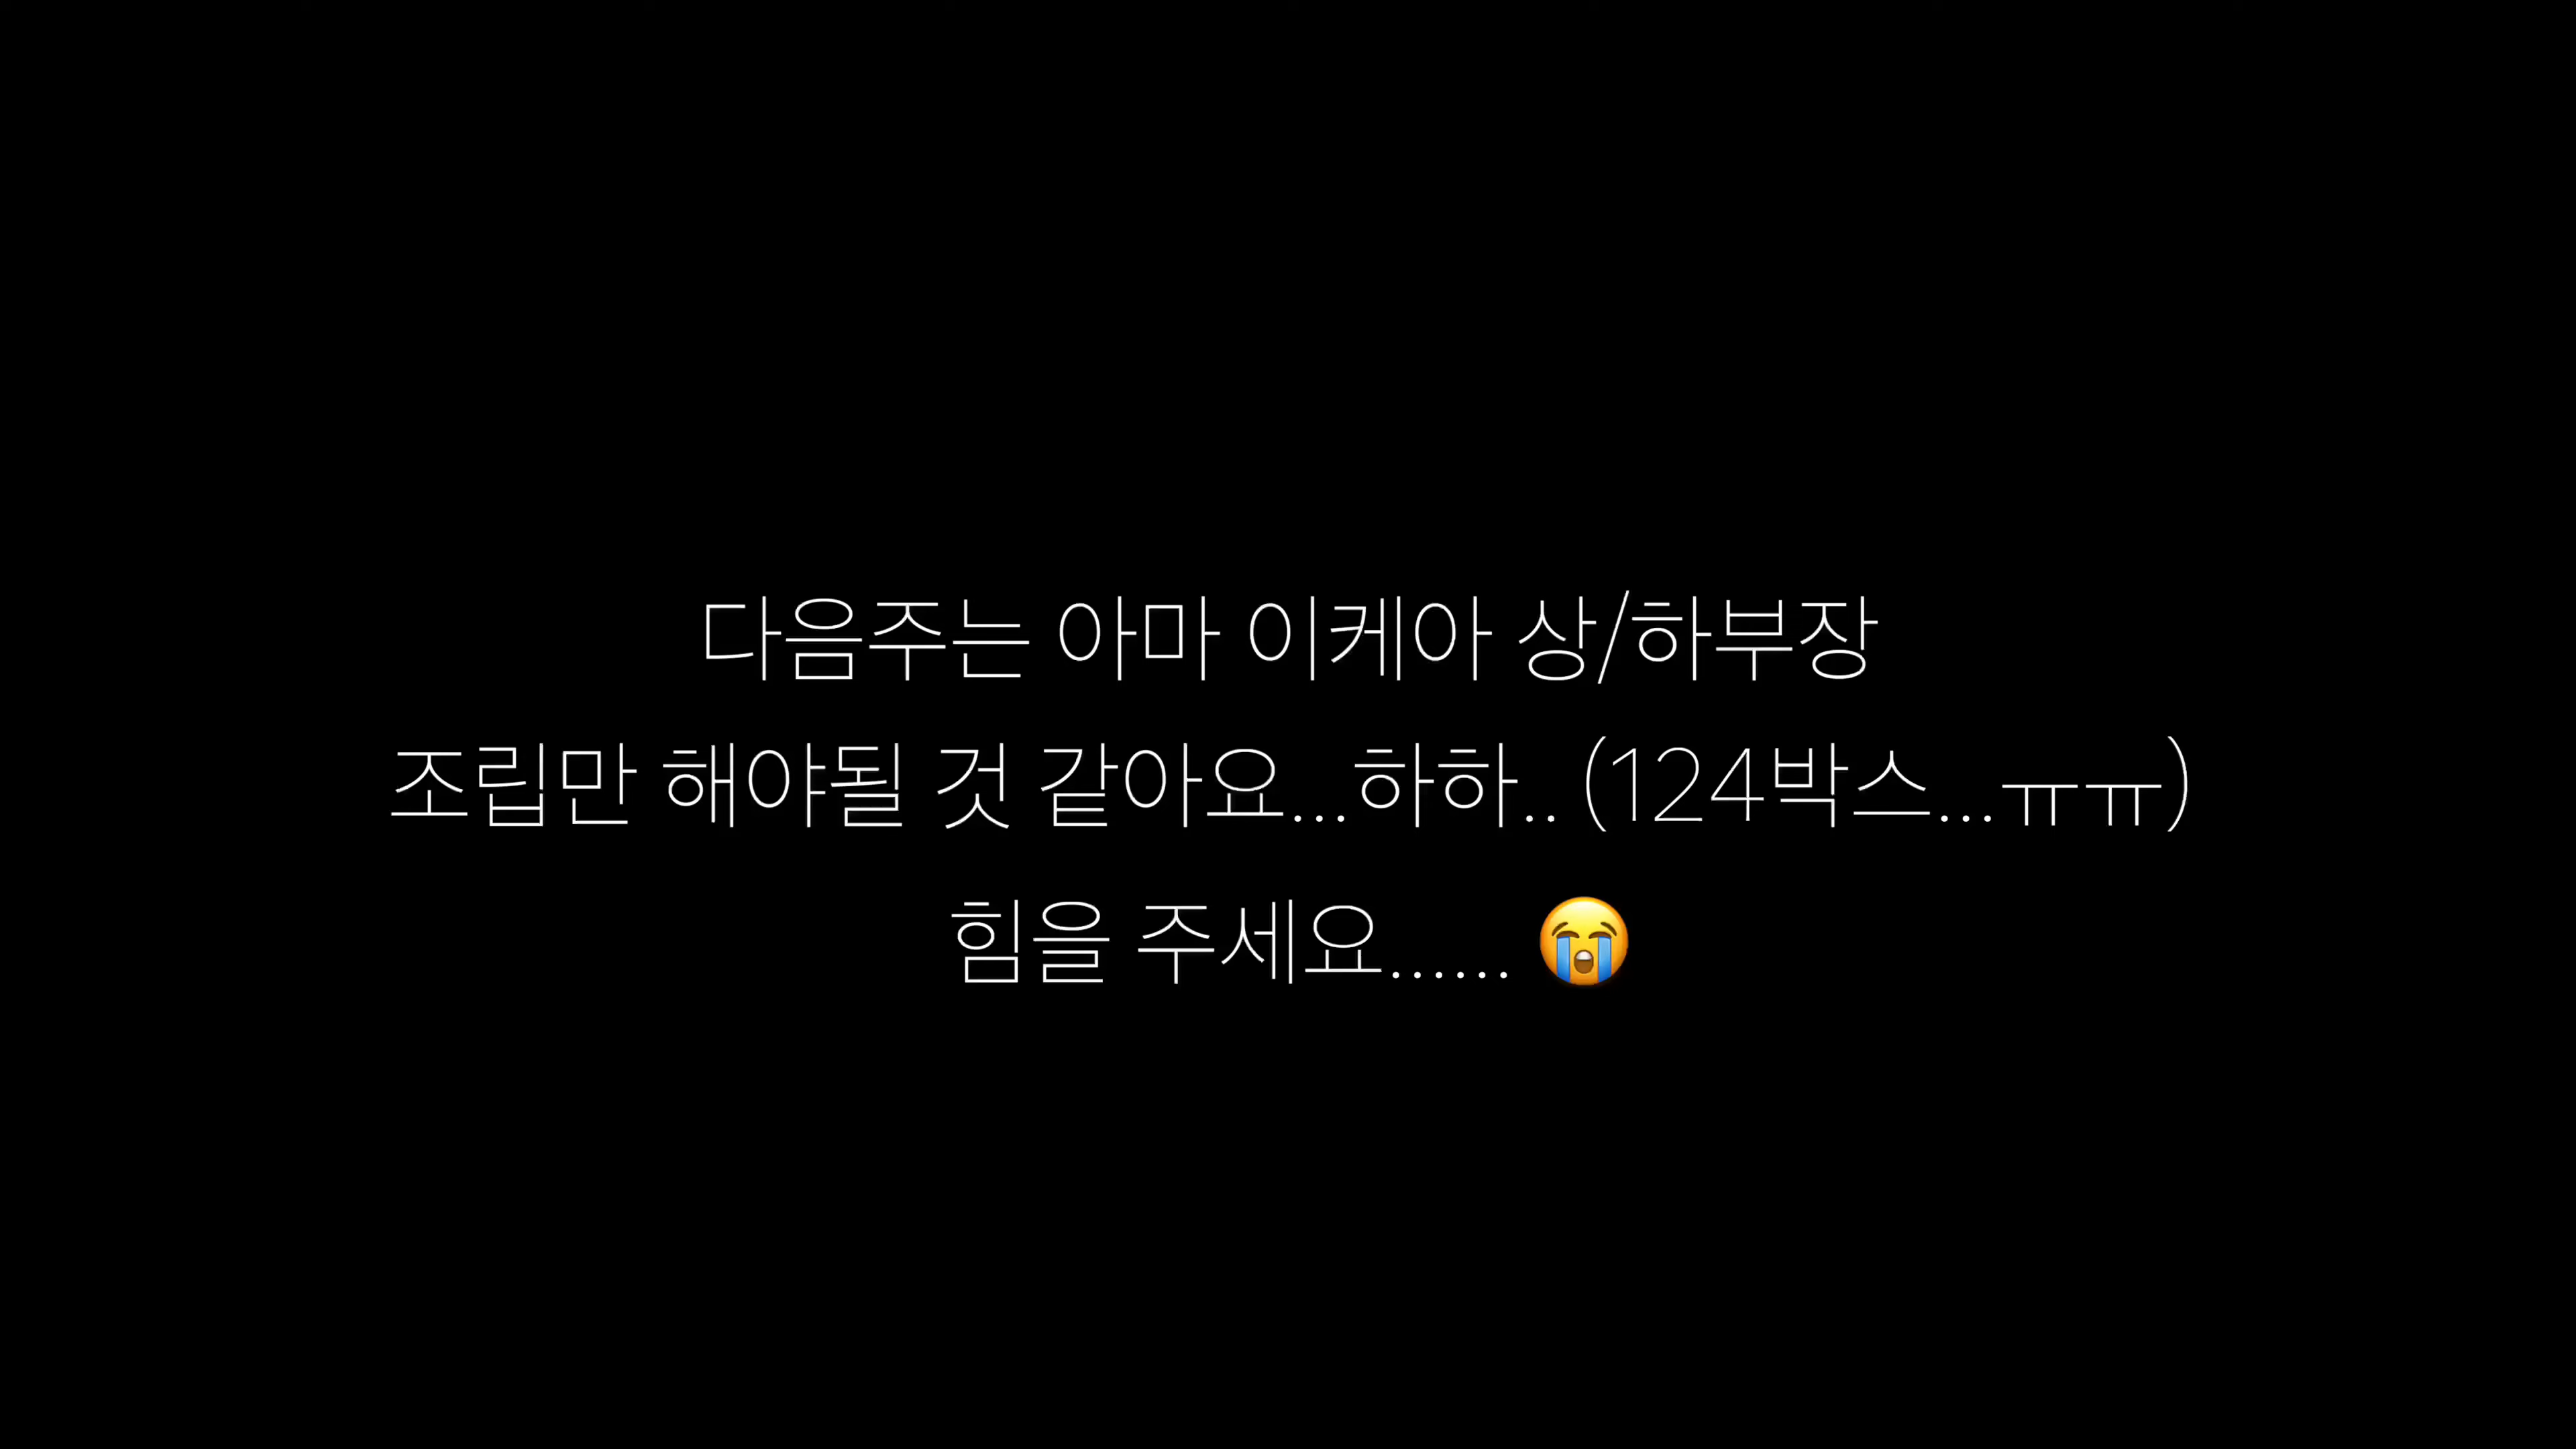 다음주는 아마 이케아 상/하부장
조립만 해야될 것 같아요...하하.. (124박스...ㅠㅠ)
힘을 주세요...... 😭